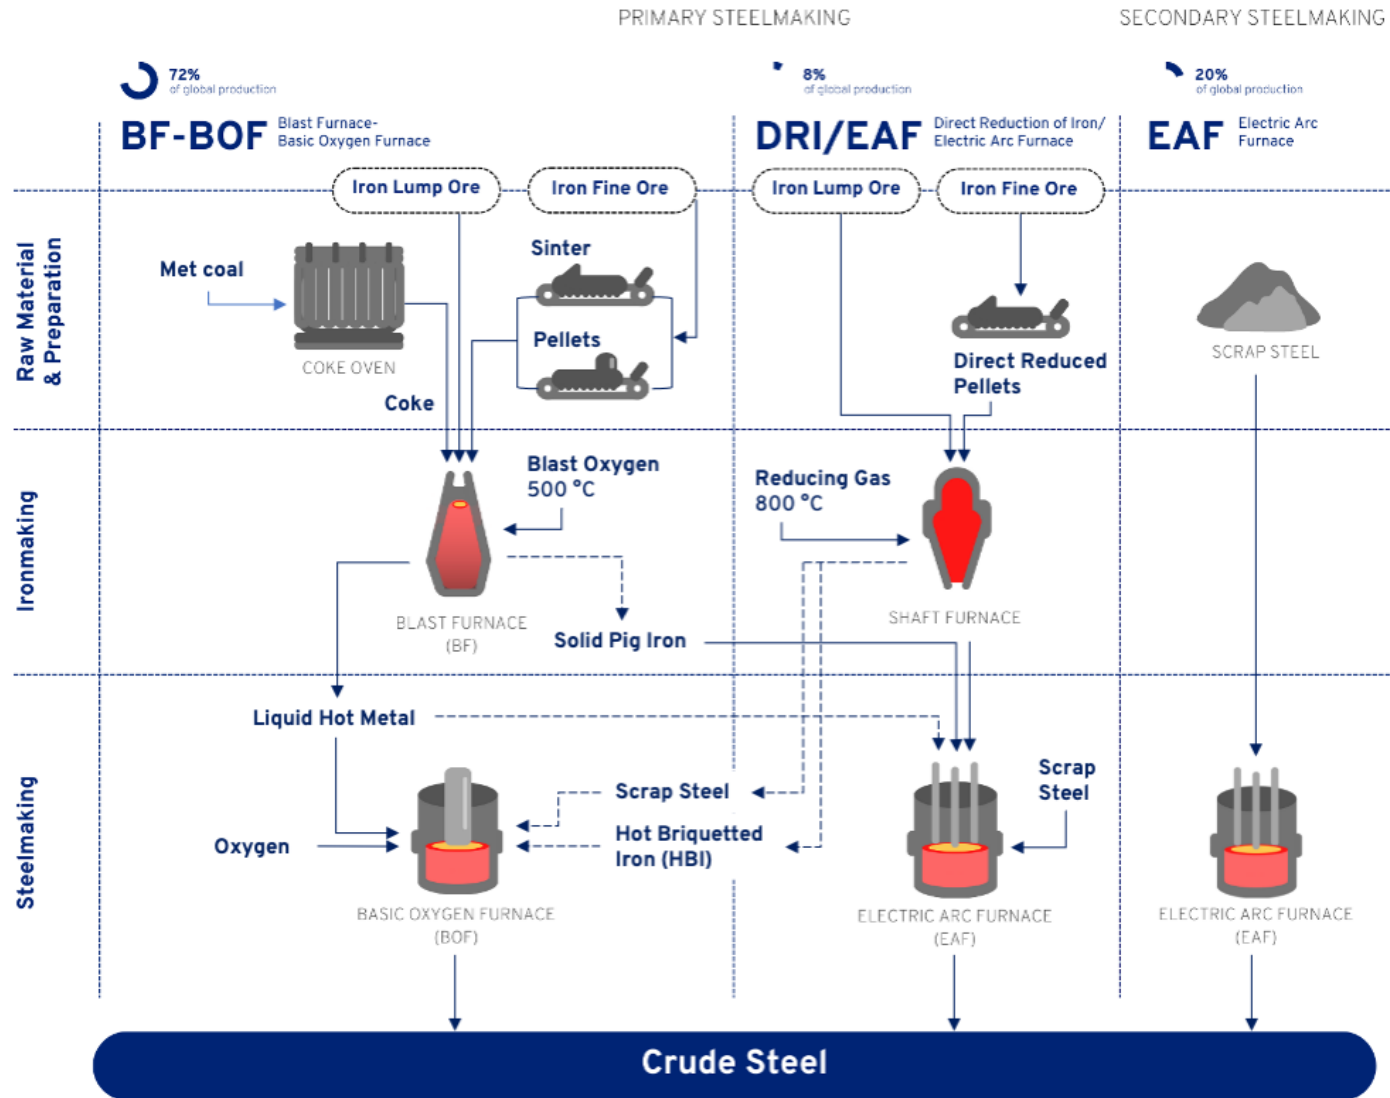 PRIMARY STEELMAKING
SECONDARY STEELMAKING
72%
of global production
BF-BOF
Blast Furnace-
Basic Oxygen Furnace
8%
of global production
DRI/EAF
Direct Reduction of Iron/
Electric Arc Furnace
20%
of global production
EAF
Electric Arc
Furnace
Iron Lump Ore
Iron Fine Ore
Iron Lump Ore
Iron Fine Ore
Raw Material
& Preparation
Met coal
COKE OVEN
Coke
Sinter
Pellets
Direct Reduced
Pellets
SCRAP STEEL
Ironmaking
Blast Oxygen
500 °C
BLAST FURNACE
(BF)
Solid Pig Iron
Reducing Gas
800 °C
SHAFT FURNACE
Steelmaking
Liquid Hot Metal
Oxygen
Scrap Steel
Hot Briquetted
Iron (HBI)
BASIC OXYGEN FURNACE
(BOF)
Scrap
Steel
ELECTRIC ARC FURNACE
(EAF)
ELECTRIC ARC FURNACE
(EAF)
Crude Steel